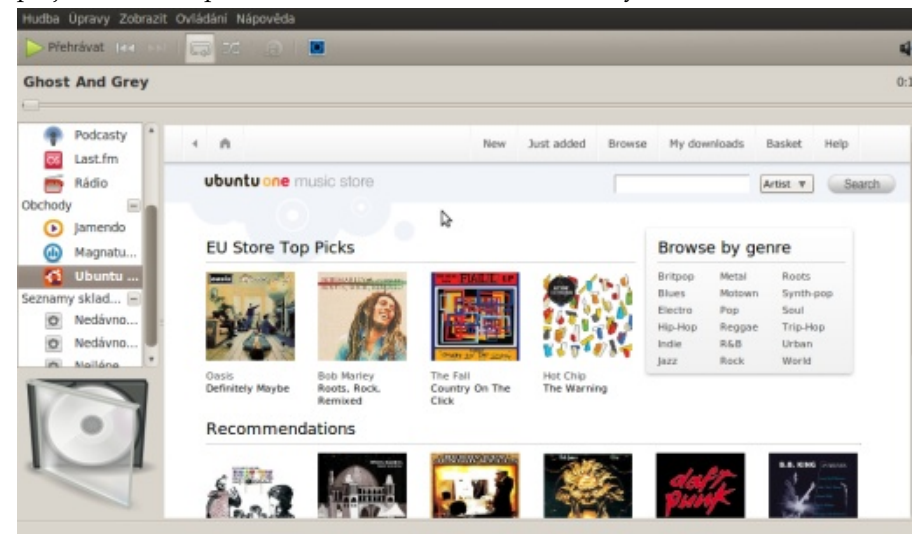 Hudba Úpravy Zobrazit Ovládání Nápověda
Přehrávat
Ghost And Grey
0:1
Podcasty
Last.fm
Rádio
Obchody
Jamendo
Magnatu...
Ubuntu ...
Seznamy sklad...
Nedávno...
Nedávno...
New Just added Browse My downloads Basket Help
ubuntu one music store
Artist Search
EU Store Top Picks
Oasis
Definitely Maybe
Bob Marley
Roots, Rock,
Remixed
The Fall
Country On The
Click
Hot Chip
The Warning
Browse by genre
Britpop Metal Roots
Blues Motown Synth-pop
Electro Pop Soul
Hip-Hop Reggae Trip-Hop
Indie R&B Urban
Jazz Rock World
Recommendations
daft
punk
B.B. KING